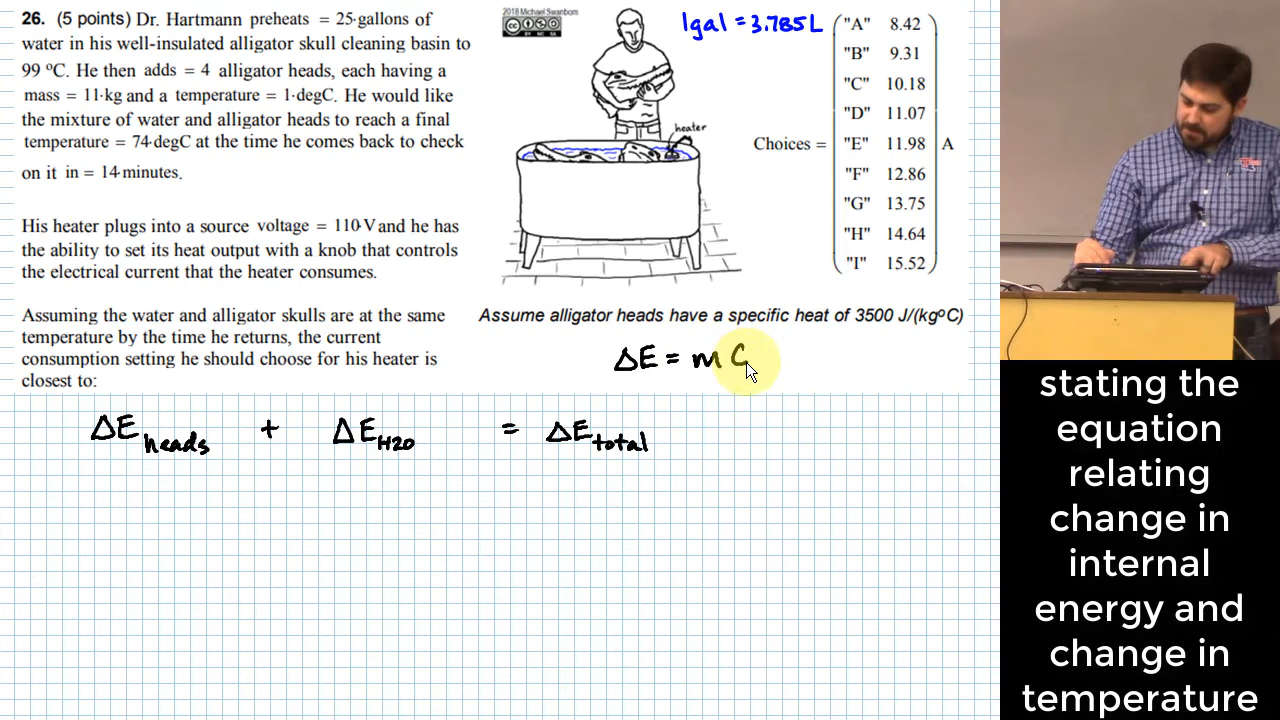 26. (5 points) Dr. Hartmann preheats = 25·gallons of
water in his well-insulated alligator skull cleaning basin to
99 ºC. He then adds = 4 alligator heads, each having a
mass = 11·kg and a temperature = 1·degC. He would like
the mixture of water and alligator heads to reach a final
temperature = 74·degC at the time he comes back to check
on it in = 14·minutes.
His heater plugs into a source voltage = 110·V and he has
the ability to set its heat output with a knob that controls
the electrical current that the heater consumes.
Assuming the water and alligator skulls are at the same
temperature by the time he returns, the current
consumption setting he should choose for his heater is
closest to:
2018 Michael Swanbom
cc
BY NC SA
heater
1gal = 3.785L
Choices =
"A" 8.42
"B" 9.31
"C" 10.18
"D" 11.07
"E" 11.98
"F" 12.86
"G" 13.75
"H" 14.64
"I" 15.52
A
Assume alligator heads have a specific heat of 3500 J/(kgºC)
ΔE = m C
ΔE heads + ΔE H2O = ΔE total
stating the
equation
relating
change in
internal
energy and
change in
temperature